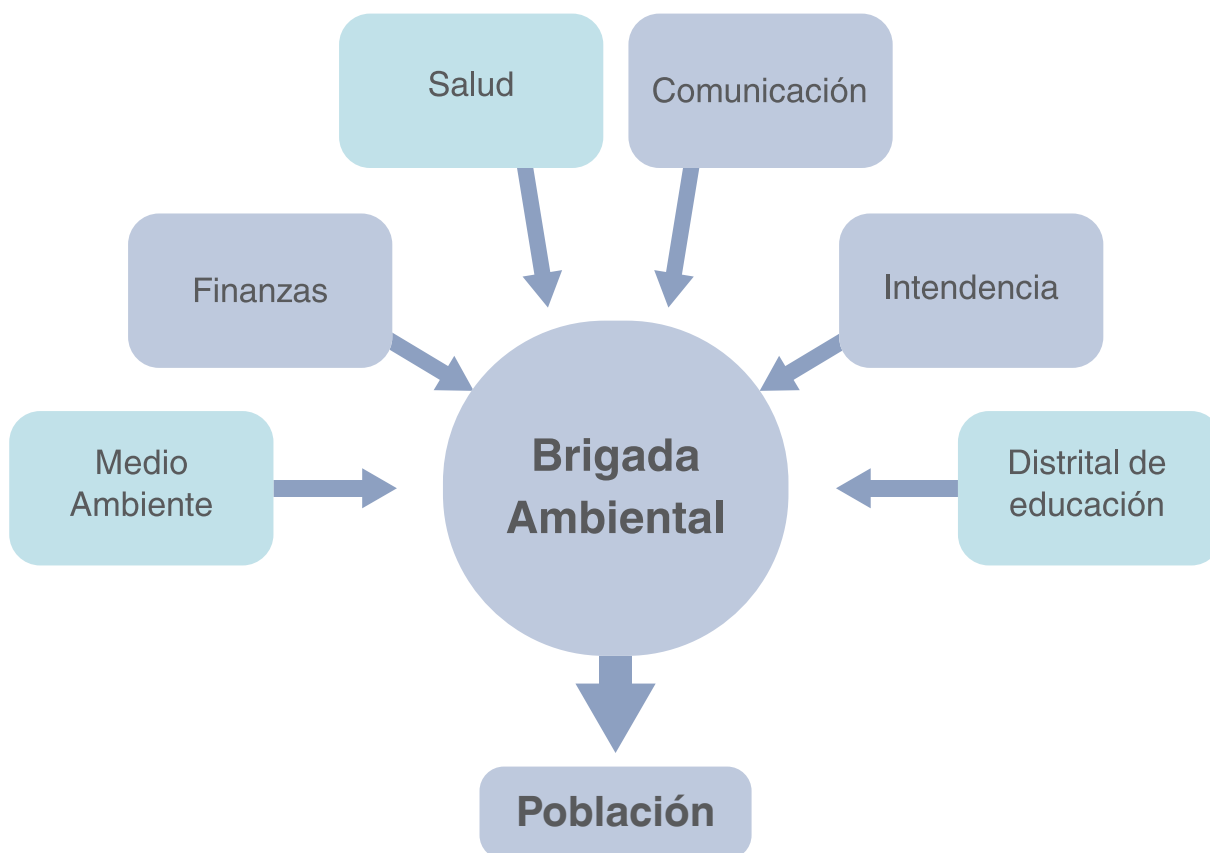 Salud
Comunicación
Finanzas
Intendencia
Medio
Ambiente
Brigada
Ambiental
Distrital de
educación
Población